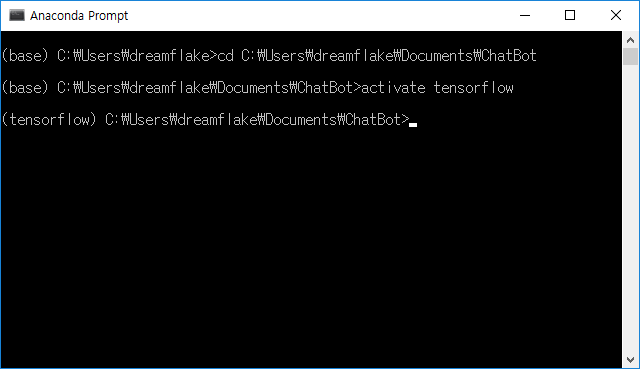 Anaconda Prompt
(base) C:₩Users₩dreamflake>cd C:₩Users₩dreamflake₩Documents₩ChatBot
(base) C:₩Users₩dreamflake₩Documents₩ChatBot>activate tensorflow
(tensorflow) C:₩Users₩dreamflake₩Documents₩ChatBot>